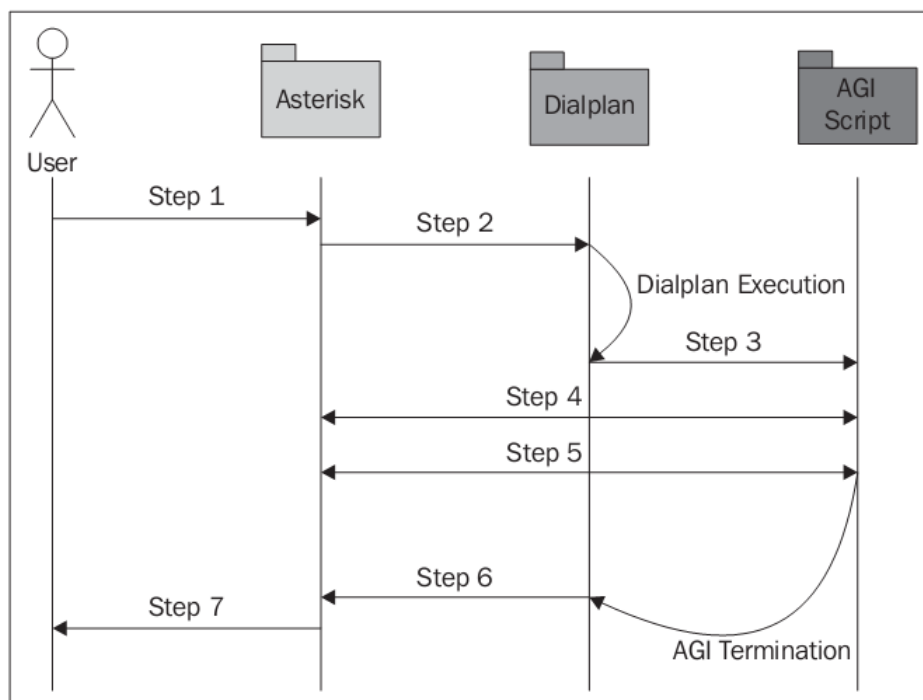 Asterisk
Dialplan
AGI
Script
User
Step 1
Step 2
Dialplan Execution
Step 3
Step 4
Step 5
Step 6
Step 7
AGI Termination